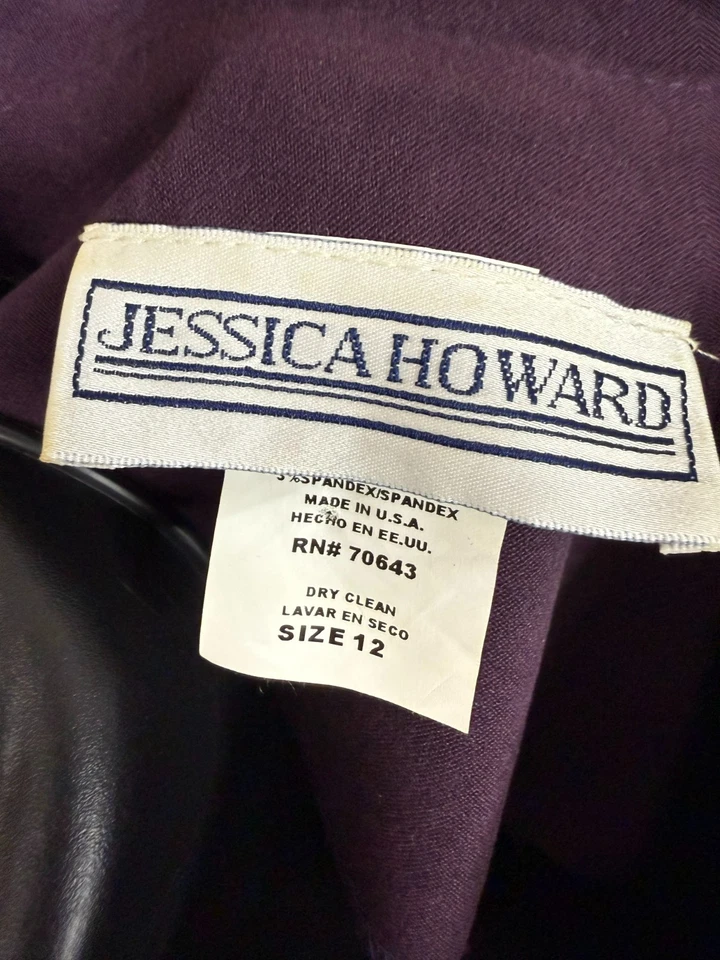 JESSICA HOWARD
3%SPANDEX/SPANDEX
MADE IN U.S.A.
HECHO EN EE.UU.
RN# 70643
DRY CLEAN
LAVAR EN SECO
SIZE 12